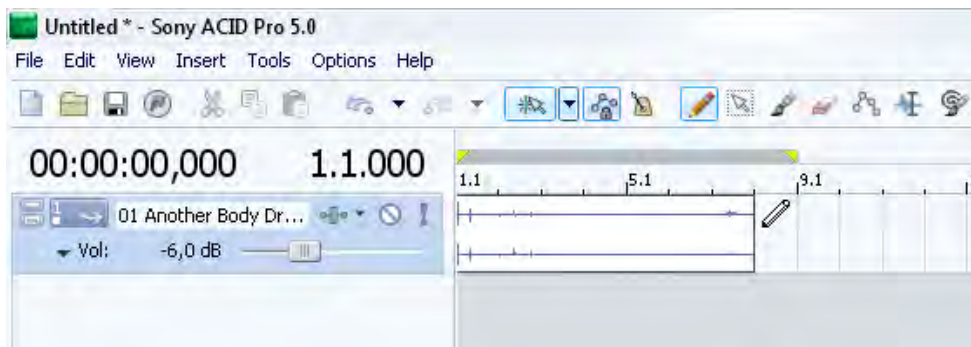 Untitled * - Sony ACID Pro 5.0
File Edit View Insert Tools Options Help
00:00:00,000 1.1.000
1.1 5.1 9.1
1 01 Another Body Dr...
Vol: -6,0 dB